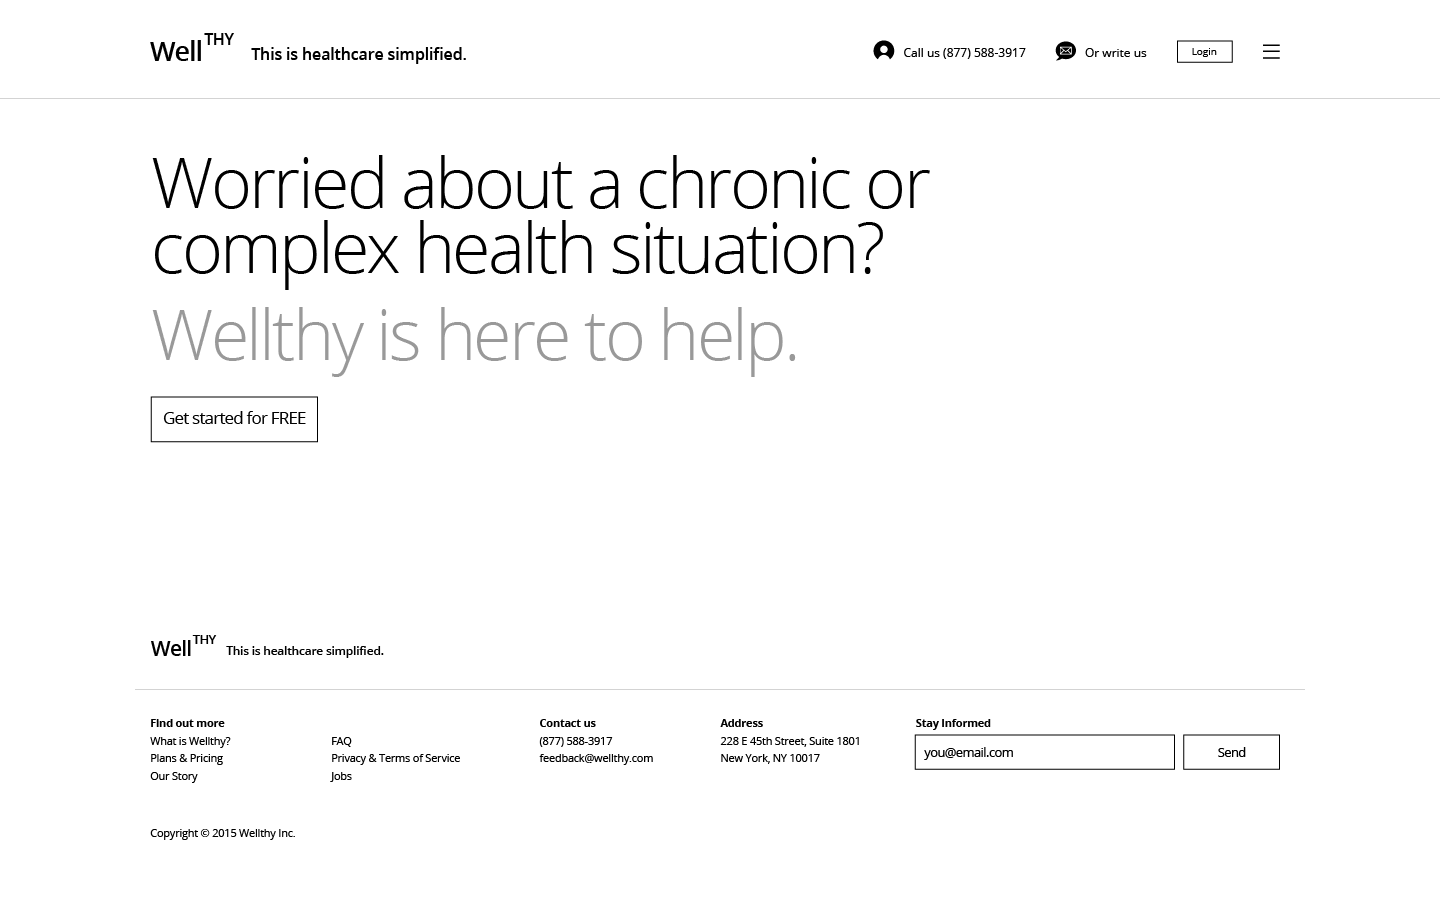 WellTHY This is healthcare simplified.
Call us (877) 588-3917
Or write us
Login
Worried about a chronic or
complex health situation?
Wellthy is here to help.
Get started for FREE
WellTHY This is healthcare simplified.
Find out more
What is Wellthy?
Plans & Pricing
Our Story
FAQ
Privacy & Terms of Service
Jobs
Contact us
(877) 588-3917
feedback@wellthy.com
Address
228 E 45th Street, Suite 1801
New York, NY 10017
Stay Informed
you@email.com
Send
Copyright © 2015 Wellthy Inc.